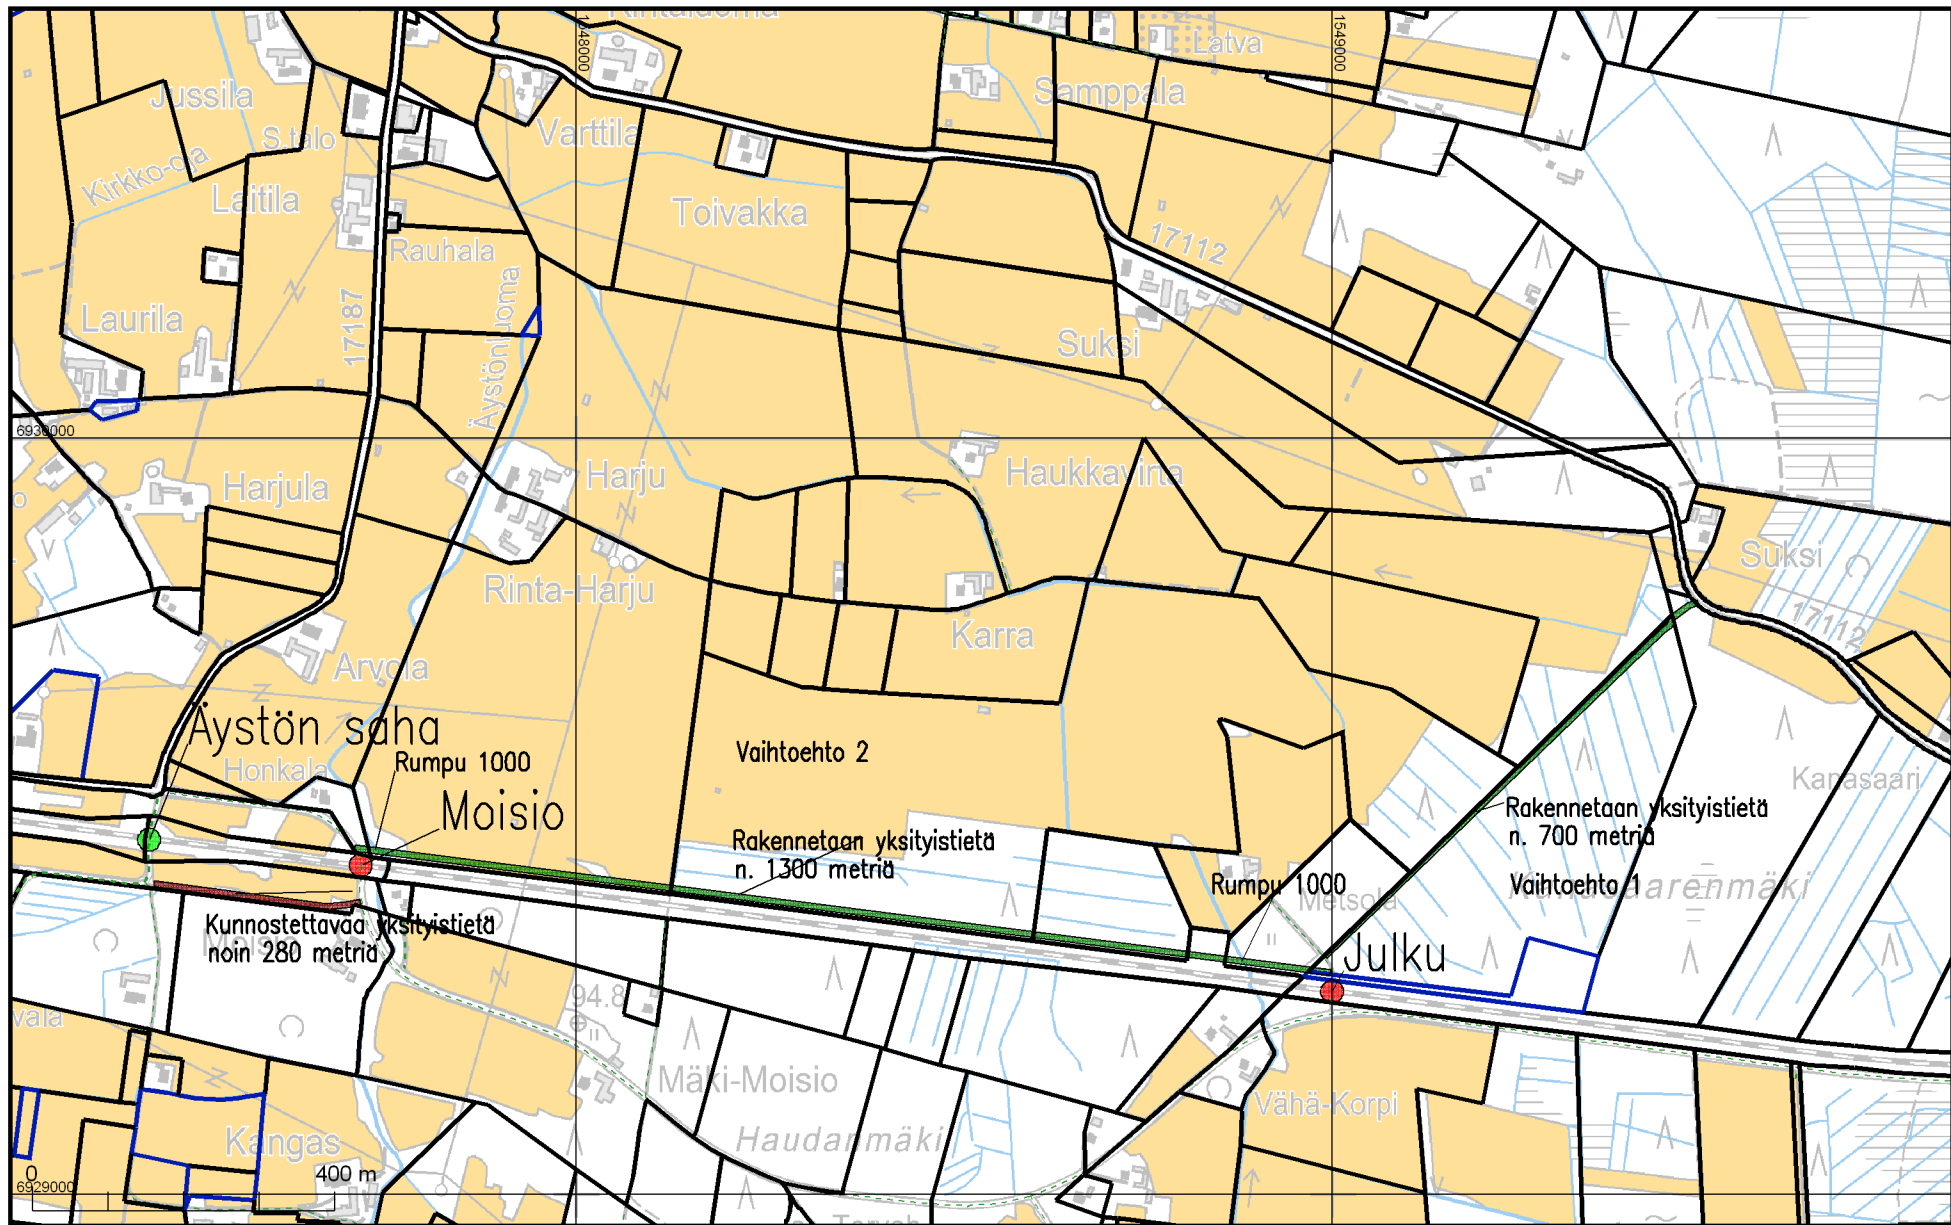 Latva
1548000
1549000
Jussila
Samppala
S.talo
Varttila
Kirkko-oja
Laitila
Toivakka
Rauhala
17112
Laurila
17187
Äystönluoma
Suksi
6930000
Harju
Haukkavirta
Harjula
Suksi
Rinta-Harju
17112
Karra
Arvola
Äystön saha
Rumpu 1000
Vaihtoehto 2
Honkala
Kanasaari
Moisio
Rakennetaan yksityistietä
n. 700 metriä
Rakennetaan yksityistietä
n. 1300 metriä
Rumpu 1000
Vaihtoehto 1
Metsola
Kunnostettavaa yksityistietä
noin 280 metriä
Moisio
Julku
94.8
Mäki-Moisio
Vähä-Korpi
Haudanmäki
Kangas
0
400 m
6929000